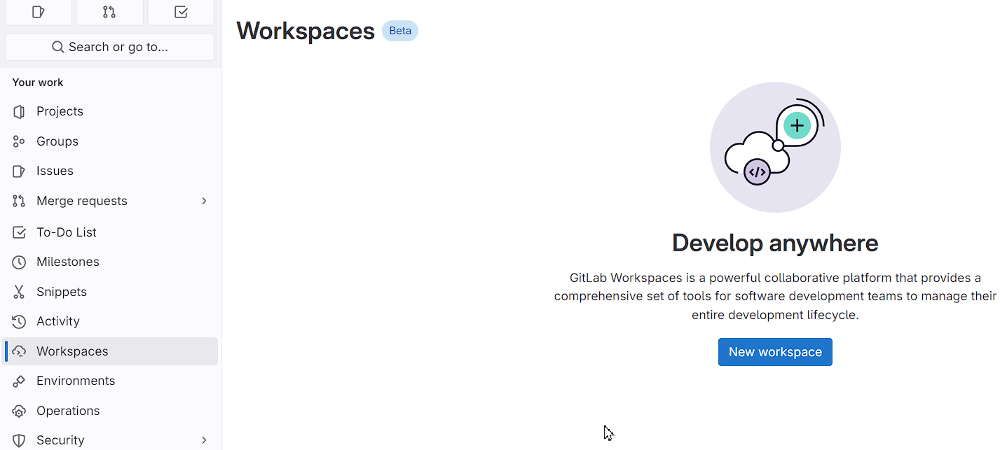 Search or go to...
Your work
Projects
Groups
Issues
Merge requests
To-Do List
Milestones
Snippets
Activity
Workspaces
Environments
Operations
Security
Workspaces Beta
</>
Develop anywhere
GitLab Workspaces is a powerful collaborative platform that provides a
comprehensive set of tools for software development teams to manage their
entire development lifecycle.
New workspace